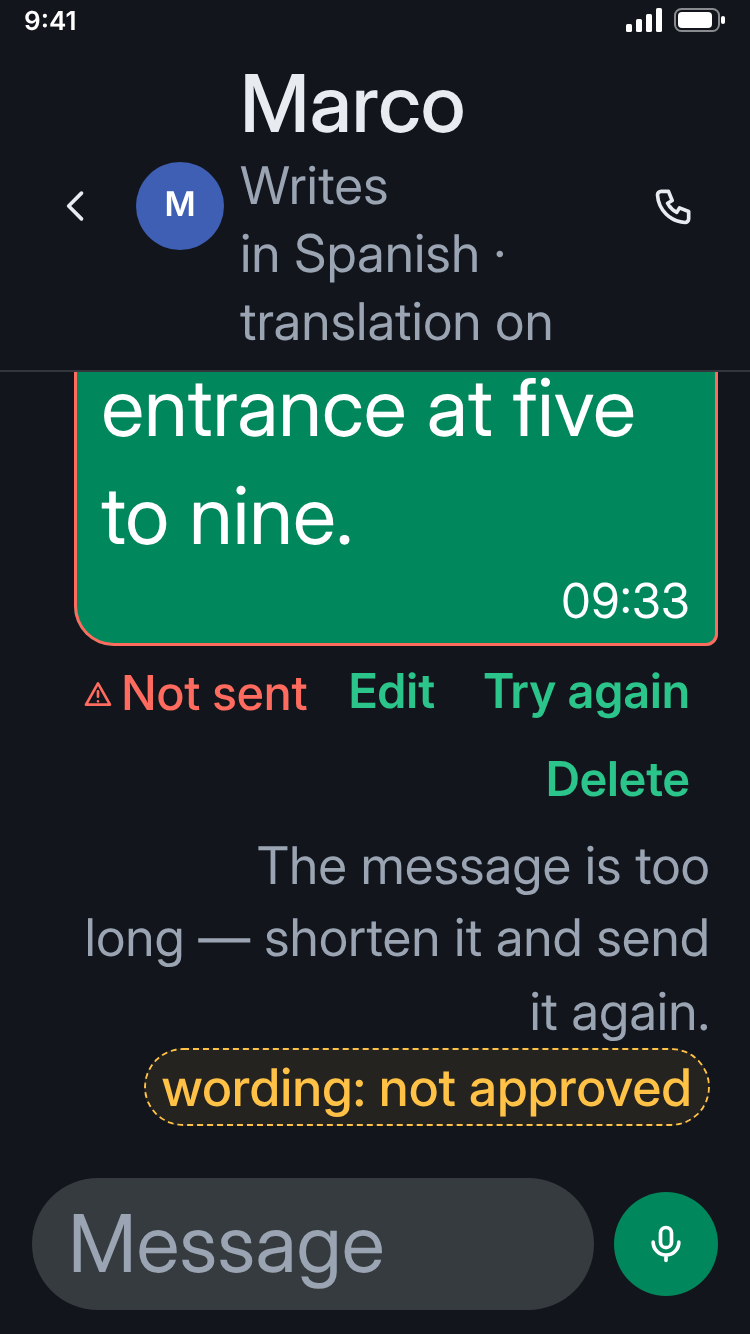 9:41
Marco
M
Writes
in Spanish ·
translation on
entrance at five
to nine.
09:33
Not sent Edit Try again
Delete
The message is too
long — shorten it and send
it again.
wording: not approved
Message